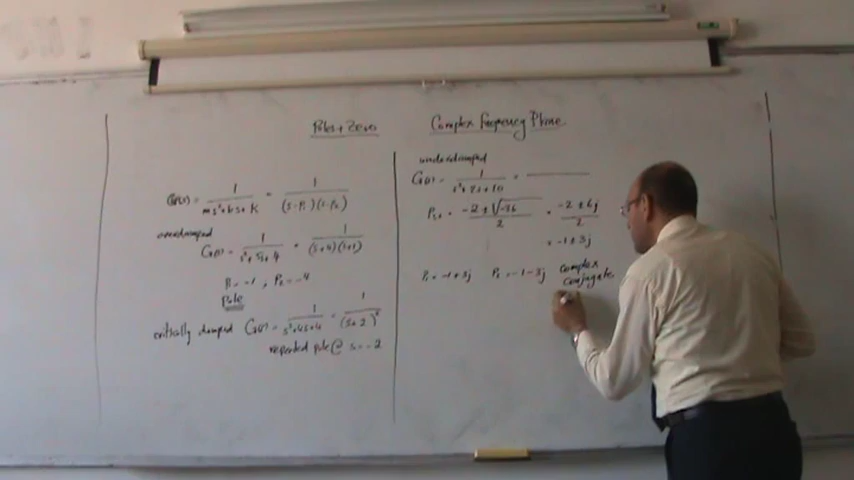 Poles + Zeros
Complex Frequency Plane
G(s) = 1/(ms²+bs+k) = 1/((s-P₁)(s-P₂))
overdamped
G(s) = 1/(s²+5s+4) = 1/((s+4)(s+1))
P₁=-1, P₂=-4
Pole
critically damped G(s) = 1/(s²+4s+4) = 1/(s+2)²
repeated pole @ s=-2
underdamped
G(s) = 1/(s²+2s+10) =
= (-2±√-36)/2 = (-2±6j)/2
= -1±3j
P₁=-1+3j P₂=-1-3j complex
conjugate